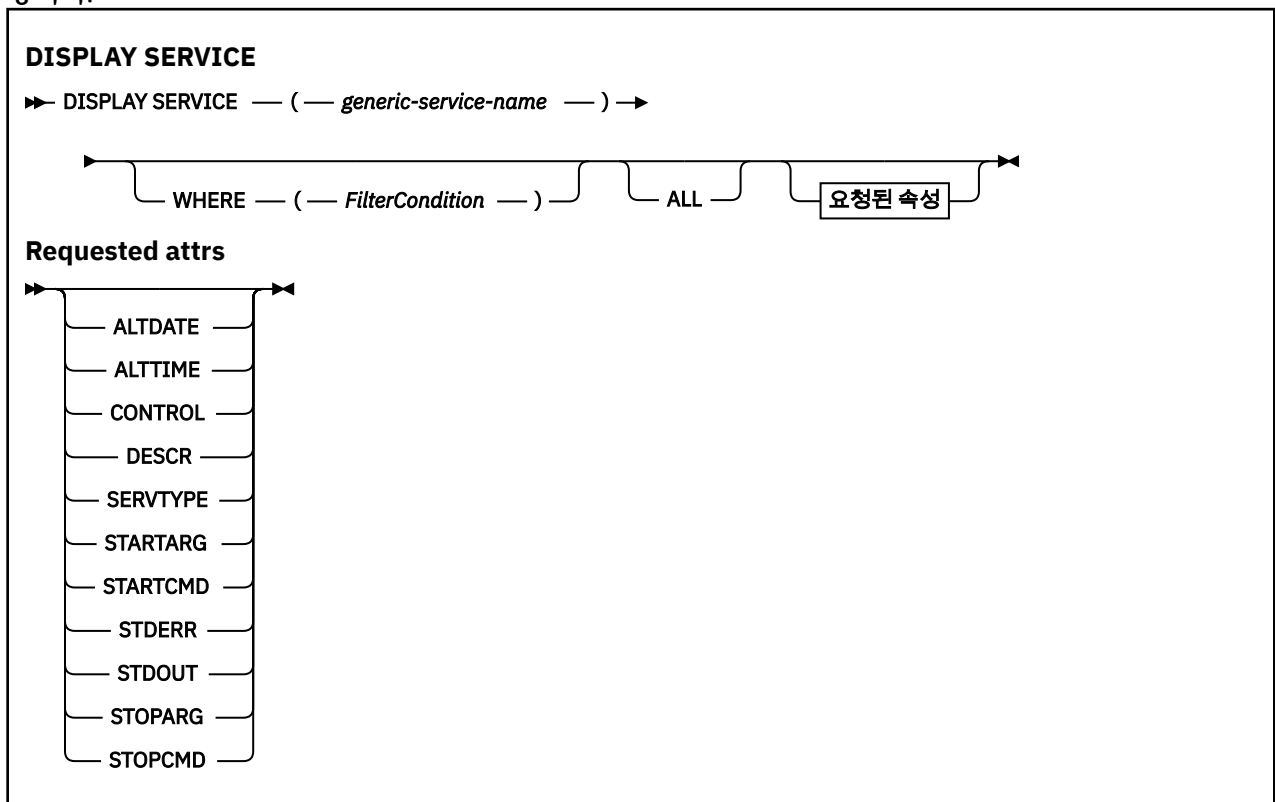 DISPLAY SERVICE
DISPLAY SERVICE ( generic-service-name )
WHERE ( FilterCondition ) ALL 요청된 속성
Requested attrs
ALTDATE
ALTTIME
CONTROL
DESCR
SERVTYPE
STARTARG
STARTCMD
STDERR
STDOUT
STOPARG
STOPCMD